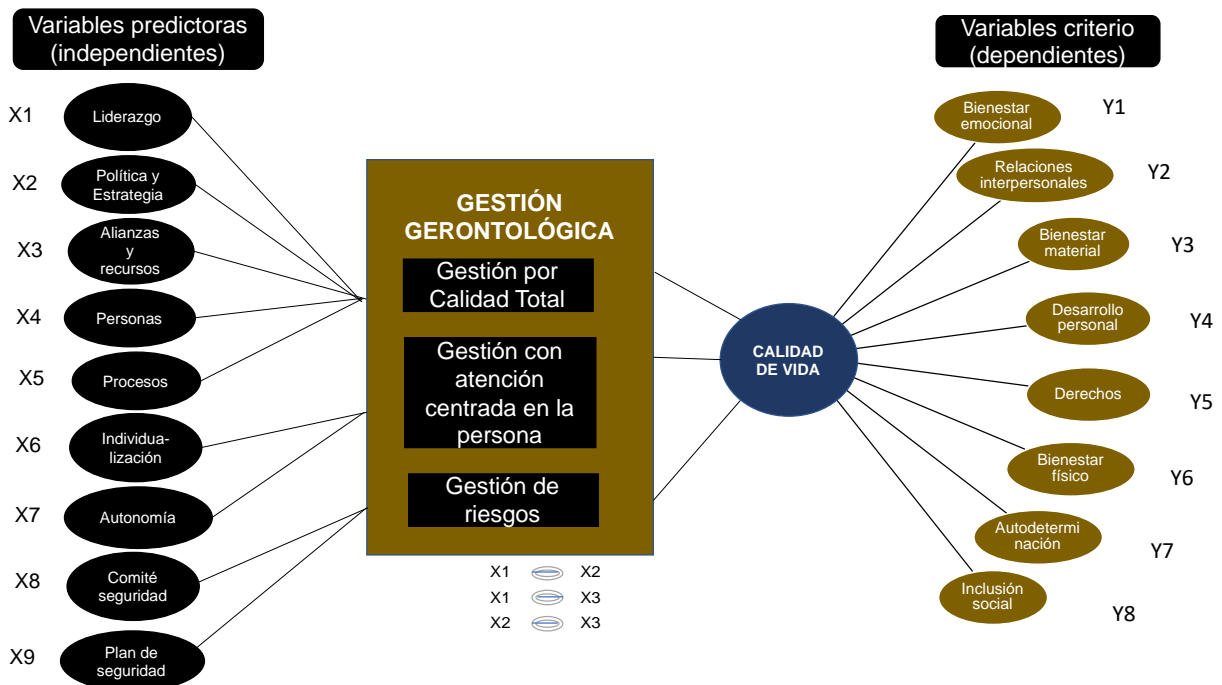 Variables predictoras
(independientes)
X1
Liderazgo
X2
Política y
Estrategia
X3
Alianzas
y
recursos
X4
Personas
X5
Procesos
X6
Individua-
lización
X7
Autonomía
X8
Comité
seguridad
X9
Plan de
seguridad
GESTIÓN
GERONTOLÓGICA
Gestión por
Calidad Total
Gestión con
atención
centrada en la
persona
Gestión de
riesgos
X1 X2
X1 X3
X2 X3
CALIDAD
DE VIDA
Variables criterio
(dependientes)
Bienestar
emocional
Y1
Relaciones
interpersonales
Y2
Bienestar
material
Y3
Desarrollo
personal
Y4
Derechos
Y5
Bienestar
físico
Y6
Autodetermi
nación
Y7
Inclusión
social
Y8